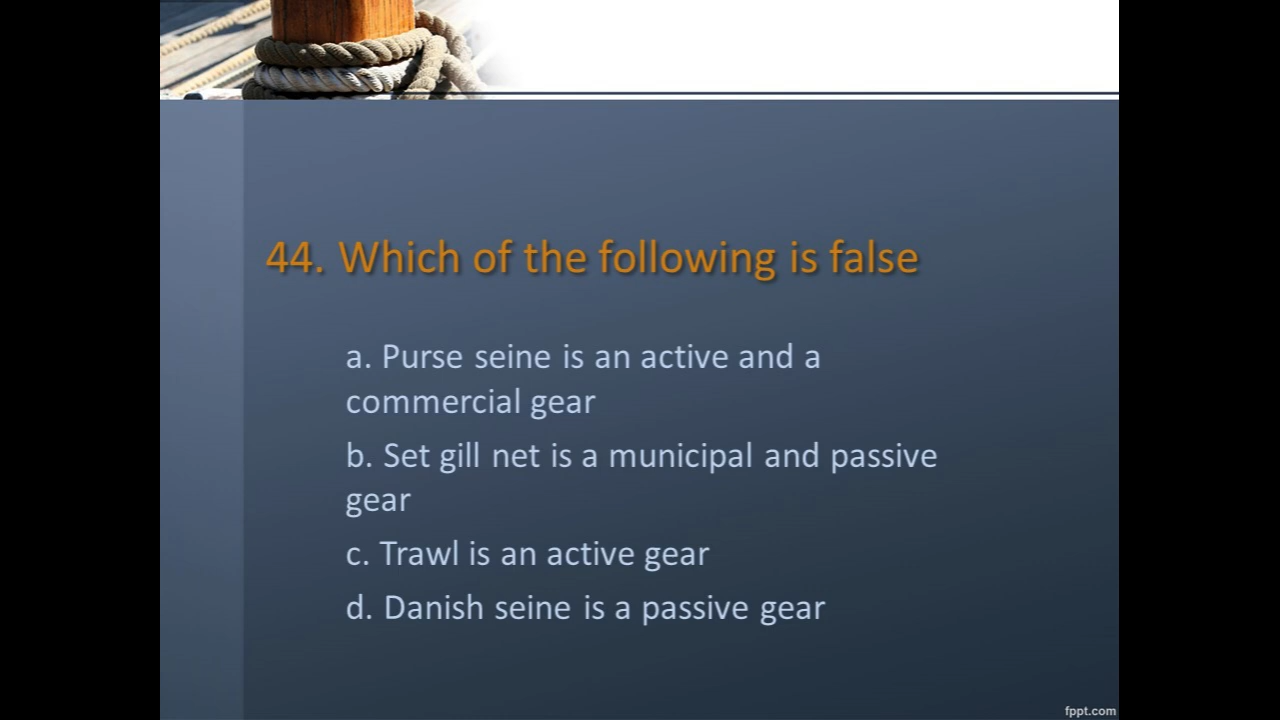 44. Which of the following is false
a. Purse seine is an active and a
commercial gear
b. Set gill net is a municipal and passive
gear
c. Trawl is an active gear
d. Danish seine is a passive gear
fppt.com